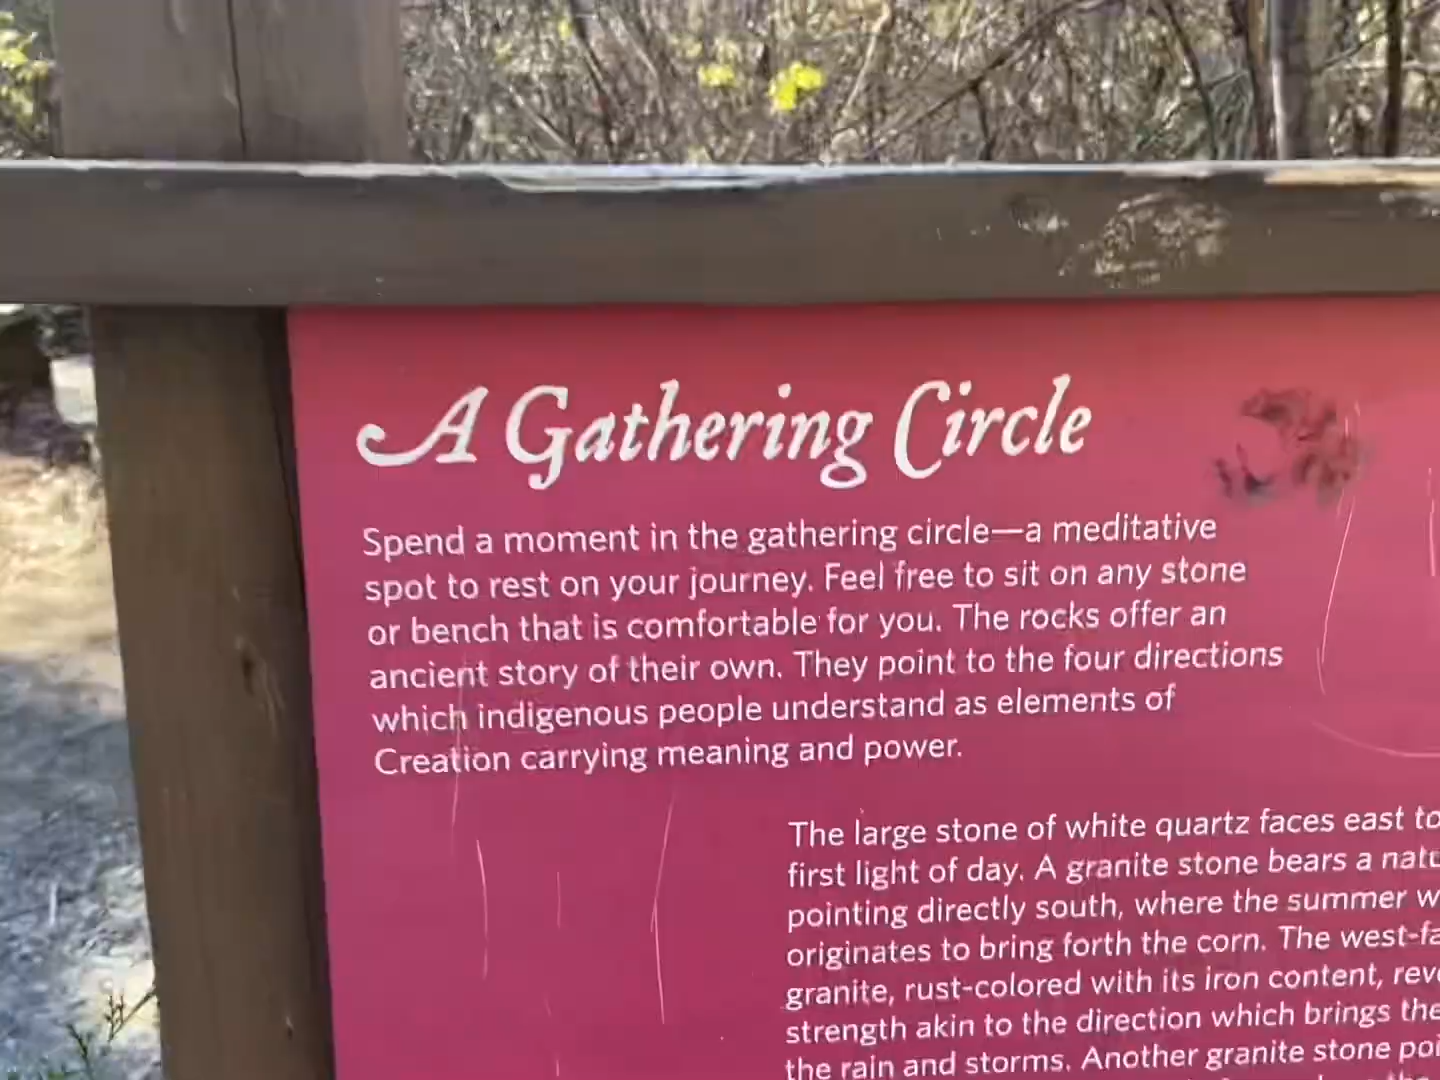 A Gathering Circle
Spend a moment in the gathering circle—a meditative
spot to rest on your journey. Feel free to sit on any stone
or bench that is comfortable for you. The rocks offer an
ancient story of their own. They point to the four directions
which indigenous people understand as elements of
Creation carrying meaning and power.
The large stone of white quartz faces east to
first light of day. A granite stone bears a
pointing directly south, where the summer
originates to bring forth the corn. The
granite, rust-colored with its iron content,
strength akin to the direction which brings the
the rain and storms. Another granite stone